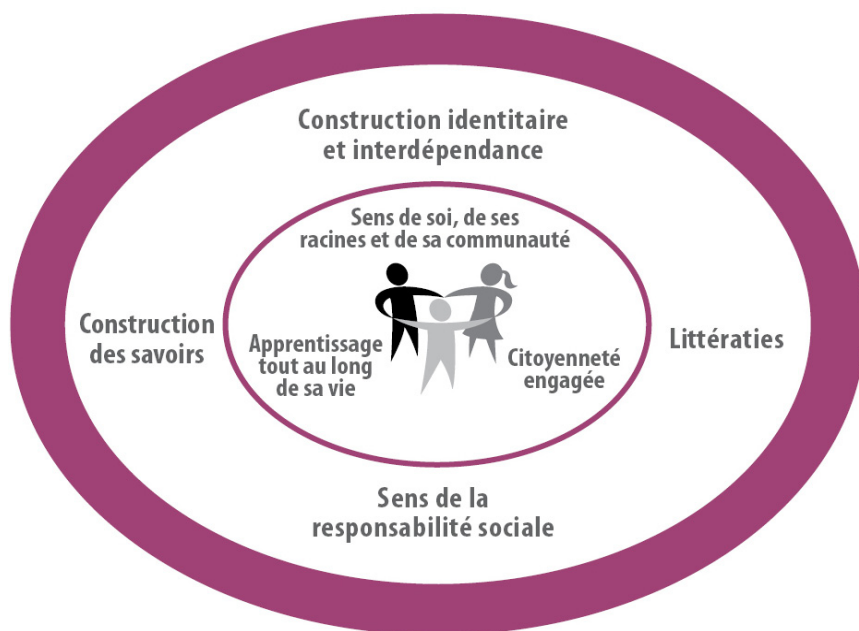 Construction identitaire
et interdépendance
Sens de soi, de ses
racines et de sa communauté
Construction
des savoirs
Apprentissage
tout au long
de sa vie
Citoyenneté
engagée
Littératies
Sens de la
responsabilité sociale